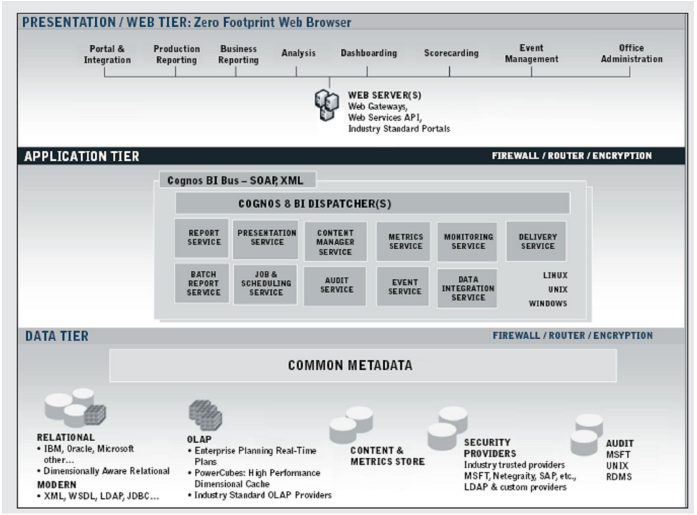 PRESENTATION / WEB TIER: Zero Footprint Web Browser
Portal & Integration
Production Reporting
Business Reporting
Analysis
Dashboarding
Scorecarding
Event Management
Office Administration
WEB SERVER(S)
Web Gateways,
Web Services API,
Industry Standard Portals
APPLICATION TIER
FIREWALL / ROUTER / ENCRYPTION
Cognos BI Bus – SOAP, XML
COGNOS 8 BI DISPATCHER(S)
REPORT SERVICE
PRESENTATION SERVICE
CONTENT MANAGER SERVICE
METRICS SERVICE
MONITORING SERVICE
DELIVERY SERVICE
BATCH REPORT SERVICE
JOB & SCHEDULING SERVICE
AUDIT SERVICE
EVENT SERVICE
DATA INTEGRATION SERVICE
LINUX
UNIX
WINDOWS
DATA TIER
FIREWALL / ROUTER / ENCRYPTION
COMMON METADATA
RELATIONAL
• IBM, Oracle, Microsoft
other...
• Dimensionally Aware Relational
MODERN
• XML, WSDL, LDAP, JDBC...
OLAP
• Enterprise Planning Real-Time
Plans
• PowerCubes: High Performance
Dimensional Cache
• Industry Standard OLAP Providers
CONTENT &
METRICS STORE
SECURITY
PROVIDERS
Industry trusted providers
MSFT, Netegraity, SAP, etc.,
LDAP & custom providers
AUDIT
MSFT
UNIX
RDMS